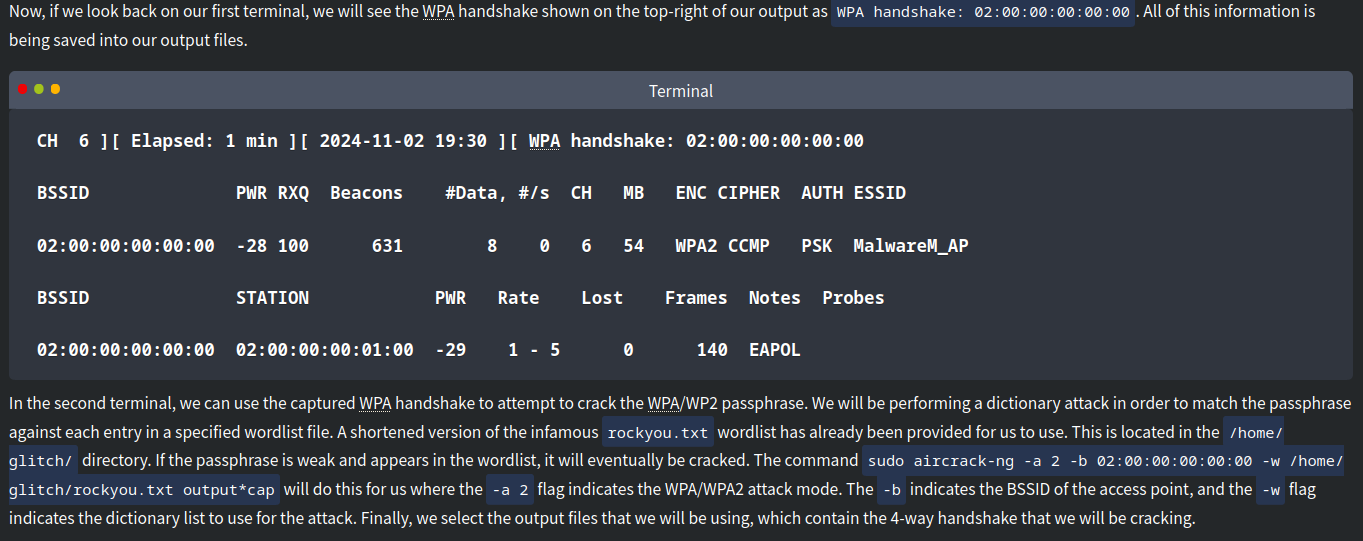 Now, if we look back on our first terminal, we will see the WPA handshake shown on the top-right of our output as WPA handshake: 02:00:00:00:00:00. All of this information is
being saved into our output files.
Terminal
CH  6 ][ Elapsed: 1 min ][ 2024-11-02 19:30 ][ WPA handshake: 02:00:00:00:00:00
BSSID              PWR RXQ  Beacons    #Data, #/s  CH   MB   ENC CIPHER  AUTH ESSID
02:00:00:00:00:00  -28 100      631        8    0   6   54   WPA2 CCMP   PSK  MalwareM_AP
BSSID              STATION            PWR   Rate    Lost    Frames  Notes  Probes
02:00:00:00:00:00  02:00:00:00:01:00  -29    1 - 5      0      140  EAPOL
In the second terminal, we can use the captured WPA handshake to attempt to crack the WPA/WP2 passphrase. We will be performing a dictionary attack in order to match the passphrase
against each entry in a specified wordlist file. A shortened version of the infamous rockyou.txt wordlist has already been provided for us to use. This is located in the /home/
glitch/ directory. If the passphrase is weak and appears in the wordlist, it will eventually be cracked. The command sudo aircrack-ng -a 2 -b 02:00:00:00:00:00 -w /home/
glitch/rockyou.txt output*cap will do this for us where the -a 2 flag indicates the WPA/WPA2 attack mode. The -b indicates the BSSID of the access point, and the -w flag
indicates the dictionary list to use for the attack. Finally, we select the output files that we will be using, which contain the 4-way handshake that we will be cracking.